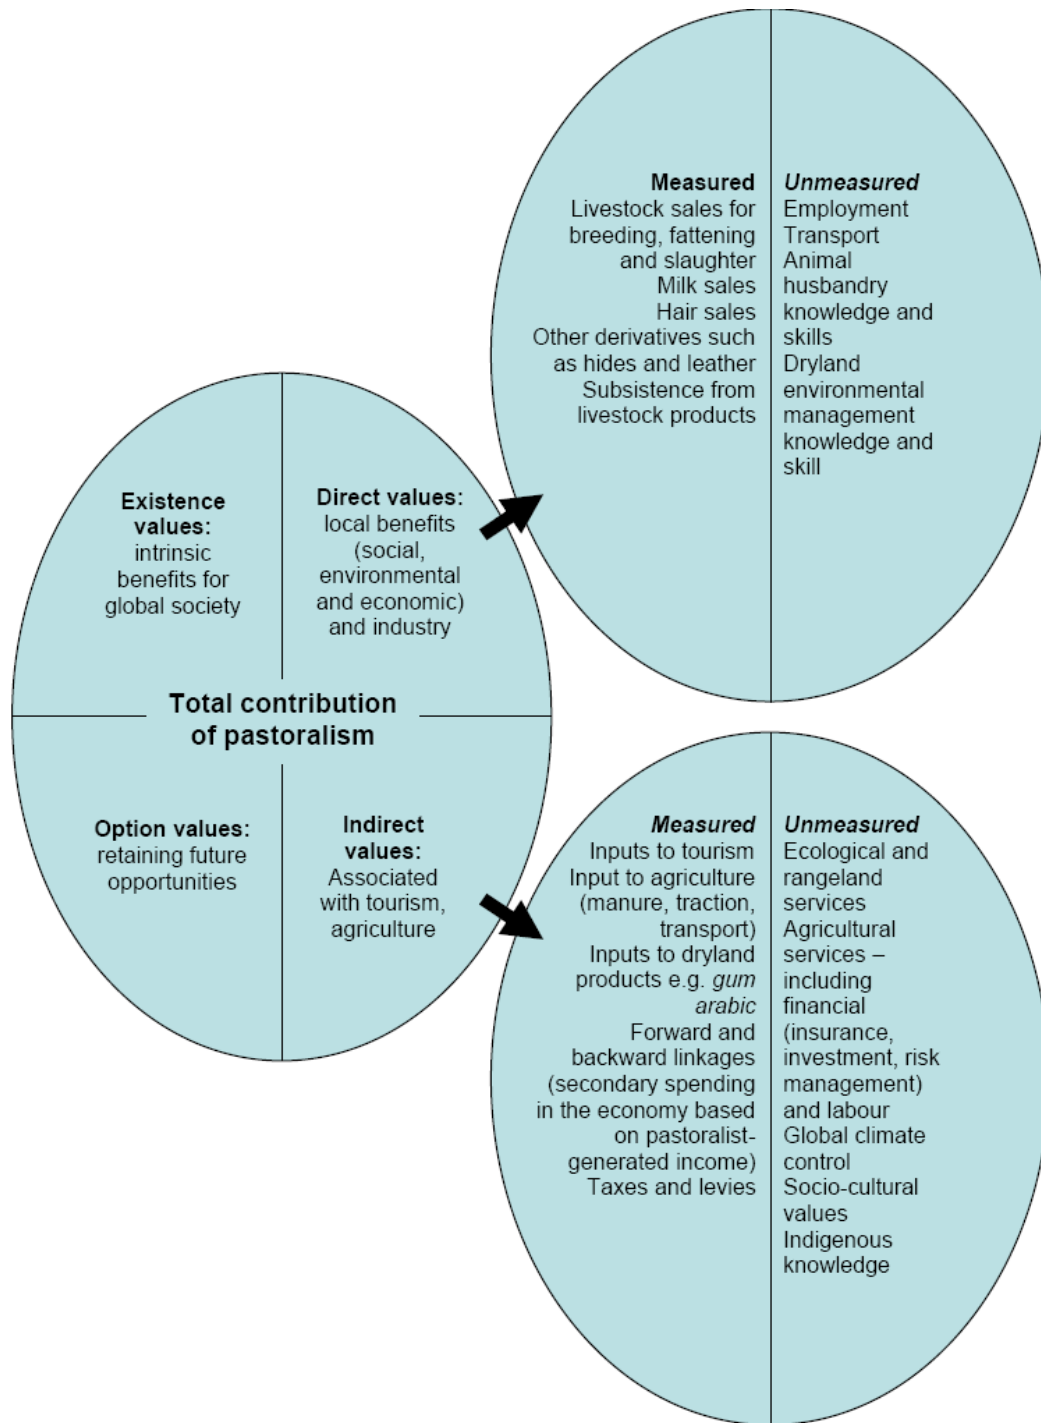 Measured
Livestock sales for
breeding, fattening
and slaughter
Milk sales
Hair sales
Other derivatives such
as hides and leather
Subsistence from
livestock products
Unmeasured
Employment
Transport
Animal
husbandry
knowledge and
skills
Dryland
environmental
management
knowledge and
skill
Existence
values:
intrinsic
benefits for
global society
Direct values:
local benefits
(social,
environmental
and economic)
and industry
Total contribution
of pastoralism
Option values:
retaining future
opportunities
Indirect
values:
Associated
with tourism,
agriculture
Measured
Inputs to tourism
Input to agriculture
(manure, traction,
transport)
Inputs to dryland
products e.g. gum
arabic
Forward and
backward linkages
(secondary spending
in the economy based
on pastoralist-
generated income)
Taxes and levies
Unmeasured
Ecological and
rangeland
services
Agricultural
services –
including
financial
(insurance,
investment, risk
management)
and labour
Global climate
control
Socio-cultural
values
Indigenous
knowledge